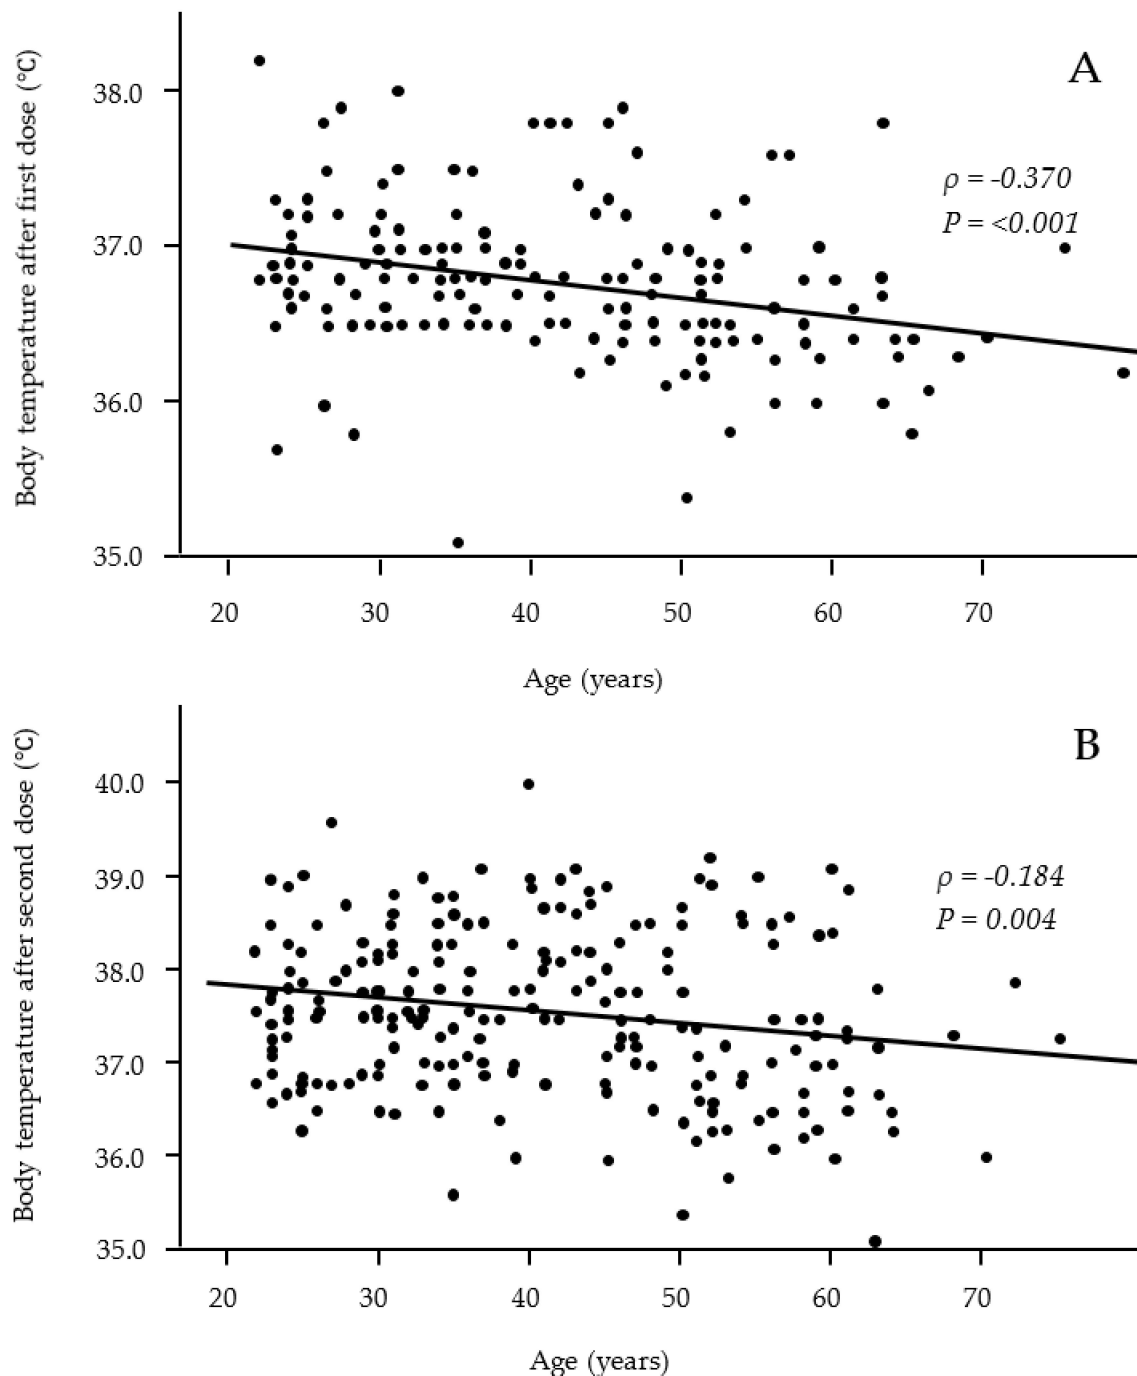 A
Body temperature after first dose (°C)
38.0
37.0
36.0
35.0
ρ = -0.370
P = <0.001
20 30 40 50 60 70
Age (years)
B
Body temperature after second dose (°C)
40.0
39.0
38.0
37.0
36.0
35.0
ρ = -0.184
P = 0.004
20 30 40 50 60 70
Age (years)